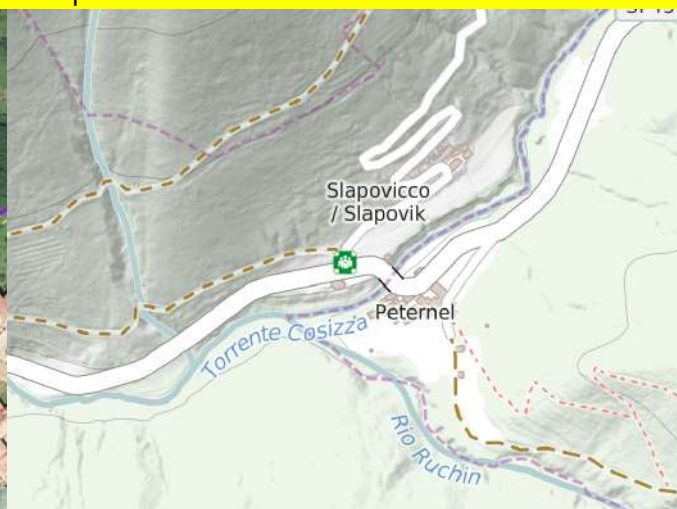 Slapovicco
/ Slapovik
Peternel
Torrente Cosizza
Rio Ruchin